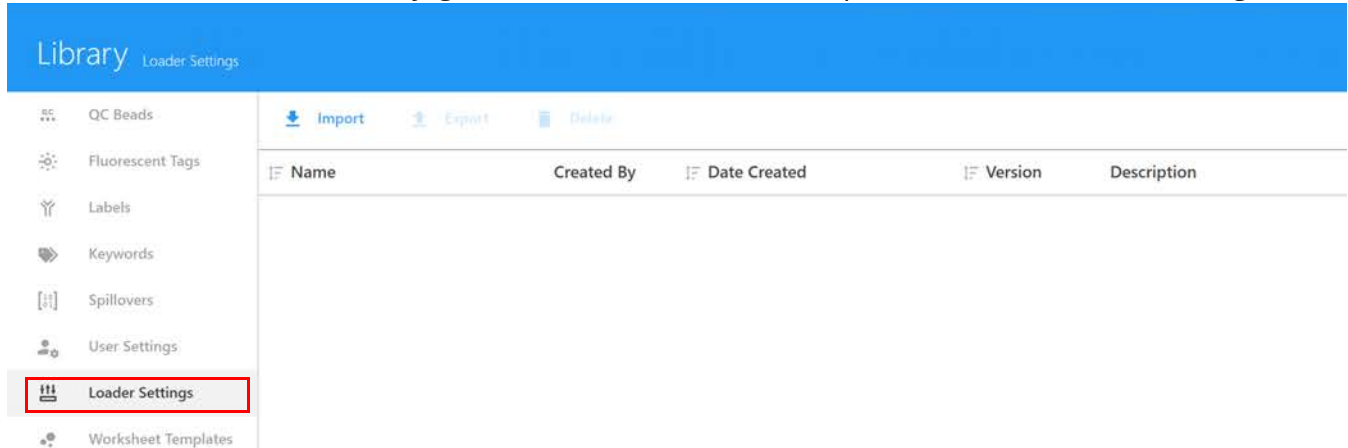 Library Loader Settings
QC Beads
Fluorescent Tags
Labels
Keywords
Spillovers
User Settings
Loader Settings
Worksheet Templates
Import Export Delete
Name Created By Date Created Version Description